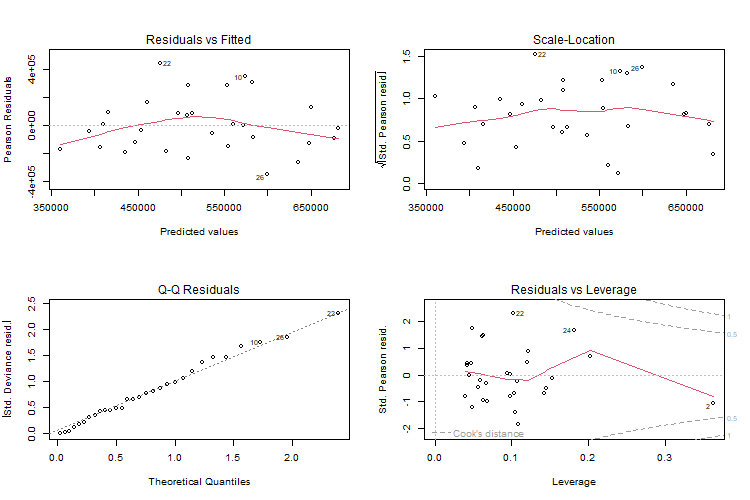 Residuals vs Fitted
Pearson Residuals
4e+05
0e+00
-4e+05
22
10
26
350000 450000 550000 650000
Predicted values
Scale-Location
√|Std. Pearson resid.|
1.5
1.0
0.5
0.0
22
10
26
350000 450000 550000 650000
Predicted values
Q-Q Residuals
|Std. Deviance resid.|
2.5
2.0
1.5
1.0
0.5
0.0
22
26
10
0.0 0.5 1.0 1.5 2.0
Theoretical Quantiles
Residuals vs Leverage
Std. Pearson resid.
2
1
0
-1
-2
22
24
2
1
0.5
0.5
1
Cook's distance
0.0 0.1 0.2 0.3
Leverage